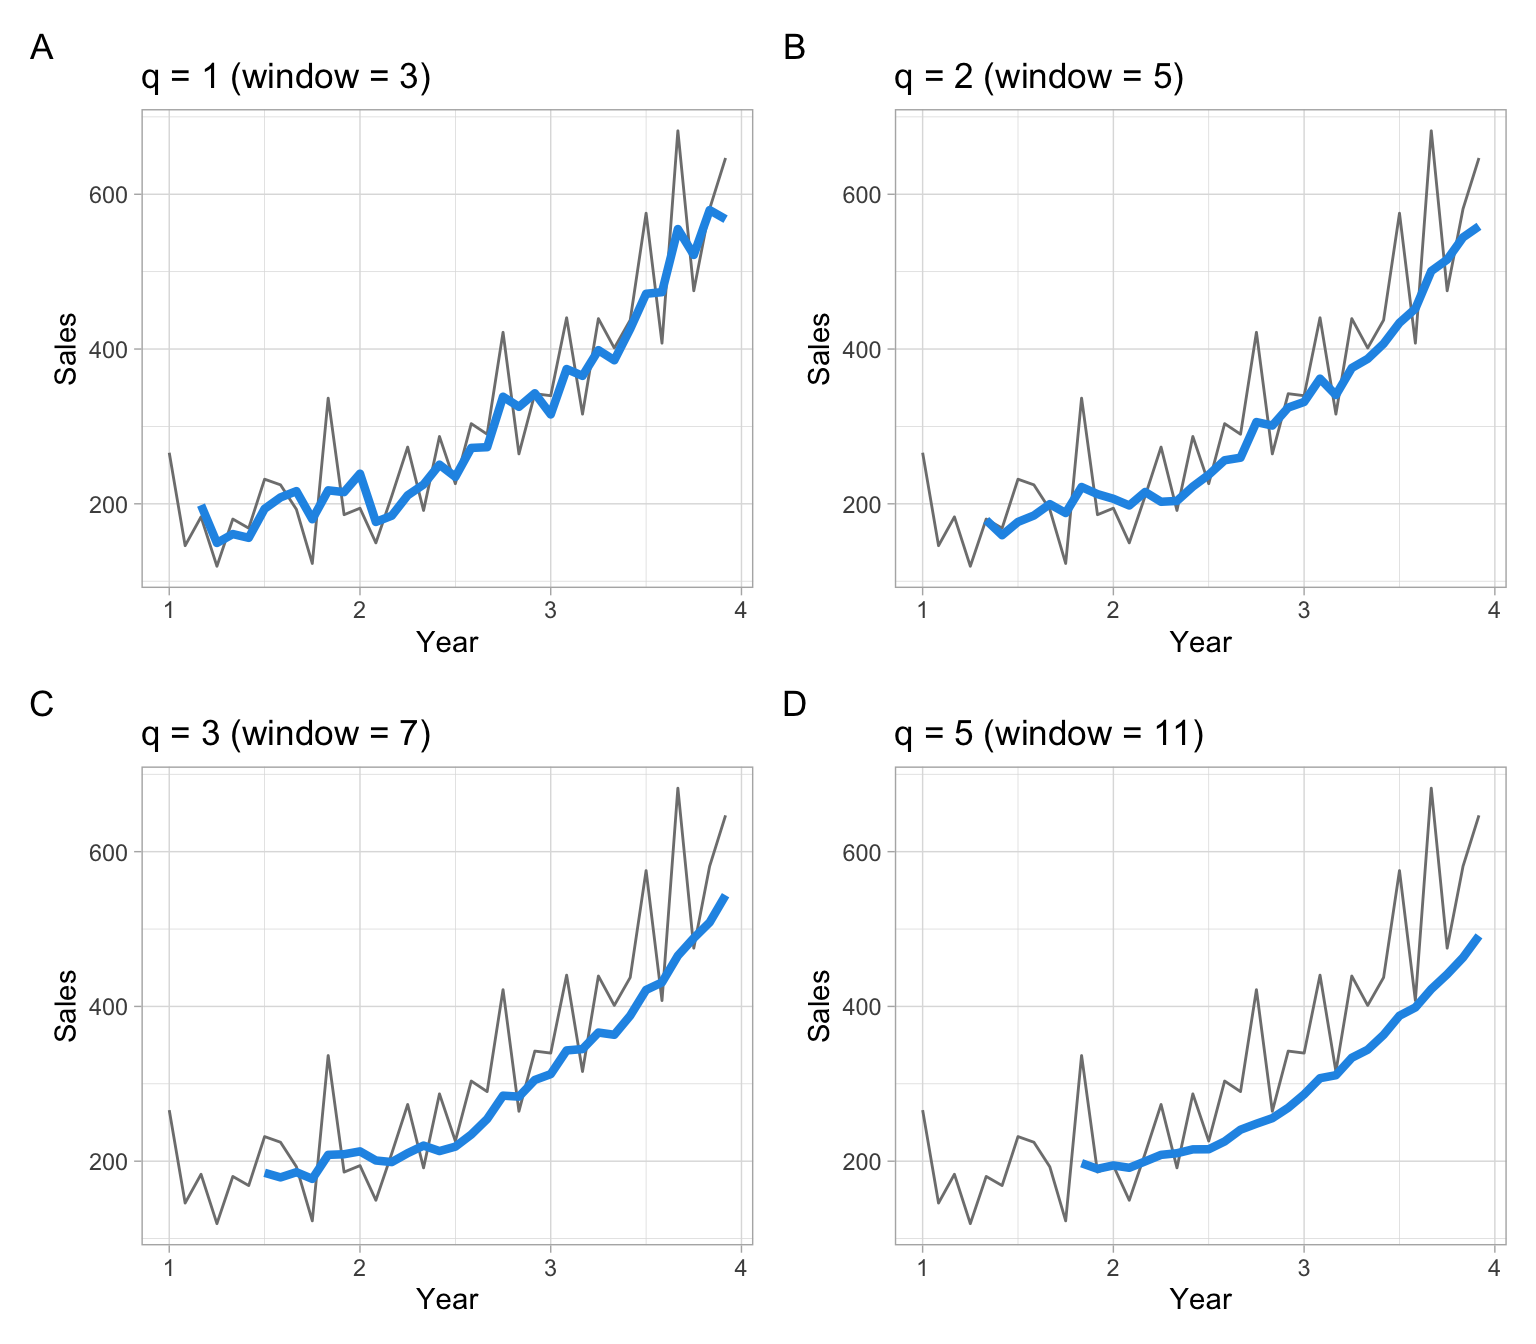 A
q = 1 (window = 3)
Sales
600
400
200
1 2 3 4
Year
B
q = 2 (window = 5)
Sales
600
400
200
1 2 3 4
Year
C
q = 3 (window = 7)
Sales
600
400
200
1 2 3 4
Year
D
q = 5 (window = 11)
Sales
600
400
200
1 2 3 4
Year